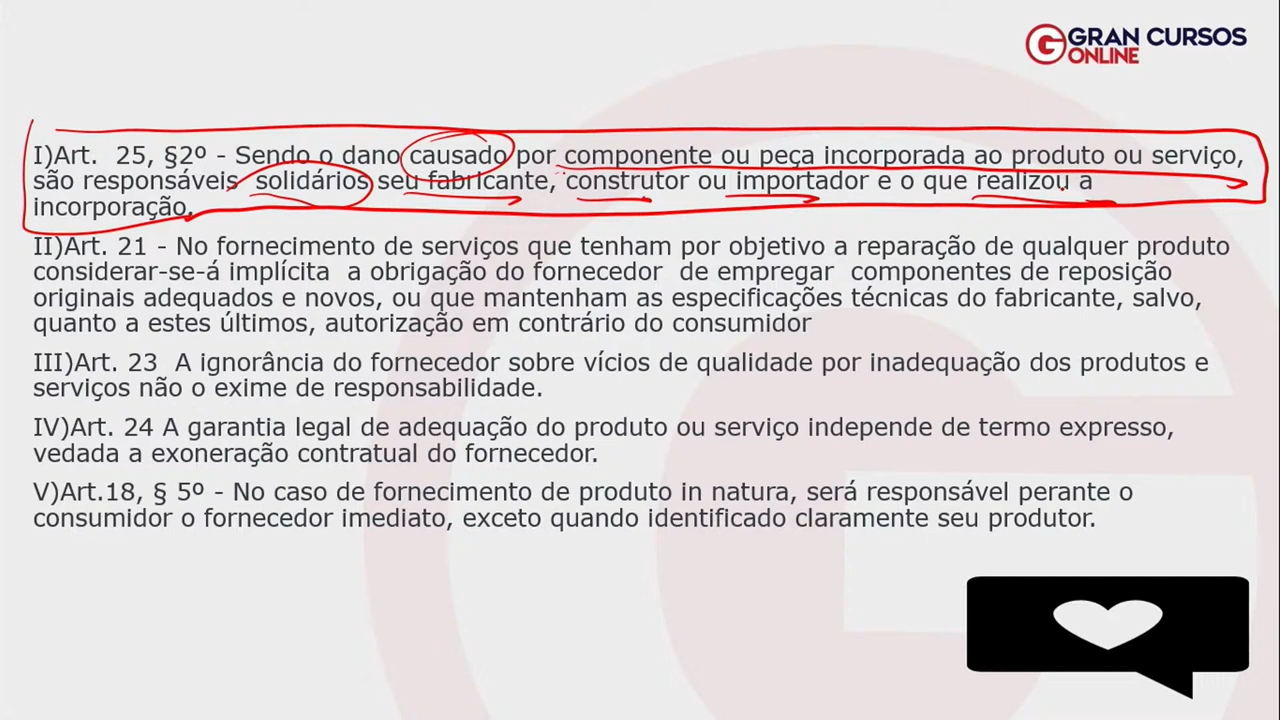 GRAN CURSOS
ONLINE
I)Art. 25, §2º - Sendo o dano causado por componente ou peça incorporada ao produto ou serviço,
são responsáveis solidários seu fabricante, construtor ou importador e o que realizou a
incorporação.
II)Art. 21 - No fornecimento de serviços que tenham por objetivo a reparação de qualquer produto
considerar-se-á implícita a obrigação do fornecedor de empregar componentes de reposição
originais adequados e novos, ou que mantenham as especificações técnicas do fabricante, salvo,
quanto a estes últimos, autorização em contrário do consumidor
III)Art. 23 A ignorância do fornecedor sobre vícios de qualidade por inadequação dos produtos e
serviços não o exime de responsabilidade.
IV)Art. 24 A garantia legal de adequação do produto ou serviço independe de termo expresso,
vedada a exoneração contratual do fornecedor.
V)Art.18, § 5º - No caso de fornecimento de produto in natura, será responsável perante o
consumidor o fornecedor imediato, exceto quando identificado claramente seu produtor.